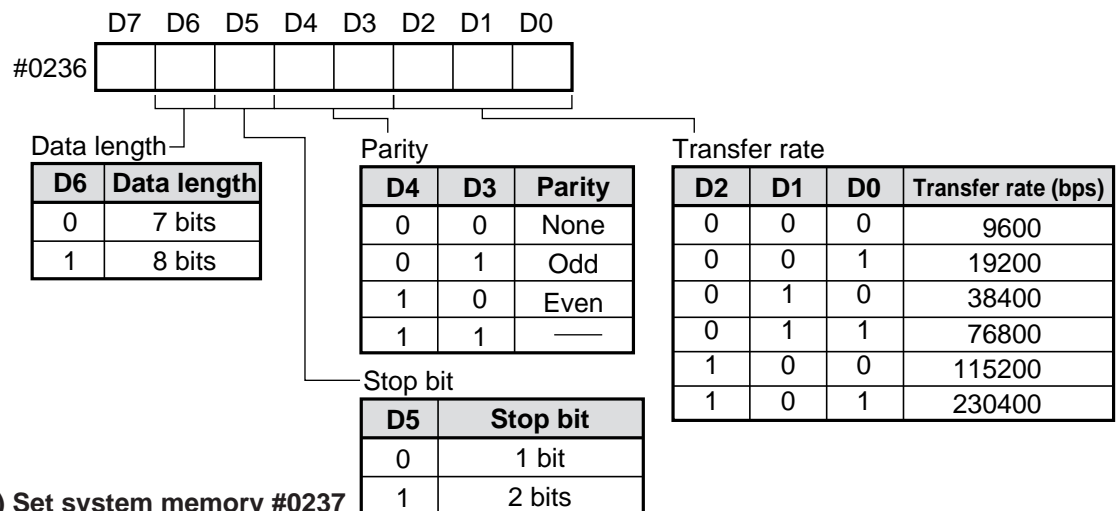 D7 D6 D5 D4 D3 D2 D1 D0
#0236
Data length
D6 Data length
0 7 bits
1 8 bits
Parity
D4 D3 Parity
0 0 None
0 1 Odd
1 0 Even
1 1 —
Transfer rate
D2 D1 D0 Transfer rate (bps)
0 0 0 9600
0 0 1 19200
0 1 0 38400
0 1 1 76800
1 0 0 115200
1 0 1 230400
Stop bit
D5 Stop bit
0 1 bit
1 2 bits
) Set system memory #0237